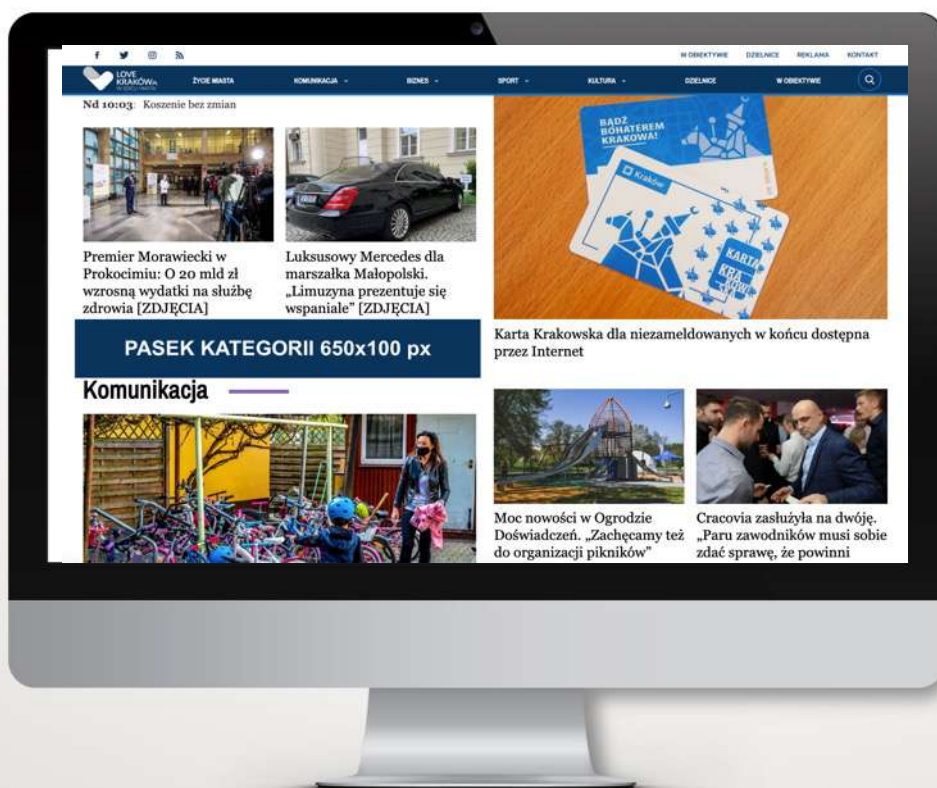 W OBIEKTYWIE DZIELNICE REKLAMA KONTAKT
LOVE
KRAKÓW.PL
ŻYCIE MIASTA KOMUNIKACJA BIZNES SPORT KULTURA DZIELNICE W OBIEKTYWIE
Nd 10:03: Koszenie bez zmian
Premier Morawiecki w
Prokocimiu: O 20 mld zł
wzrosną wydatki na służbę
zdrowia [ZDJĘCIA]
Luksusowy Mercedes dla
marszałka Małopolski.
„Limuzyna prezentuje się
wspaniale” [ZDJĘCIA]
PASEK KATEGORII 650x100 px
Komunikacja
BĄDŹ
BOHATEREM
KRAKOWA!
Kraków
KARTA
KRA
KOWS
Karta Krakowska dla niezameldowanych w końcu dostępna
przez Internet
Moc nowości w Ogrodzie
Doświadczeń. „Zachęcamy też
do organizacji pikników”
Cracovia zasłużyła na dwóję.
„Paru zawodników musi sobie
zdać sprawę, że powinni